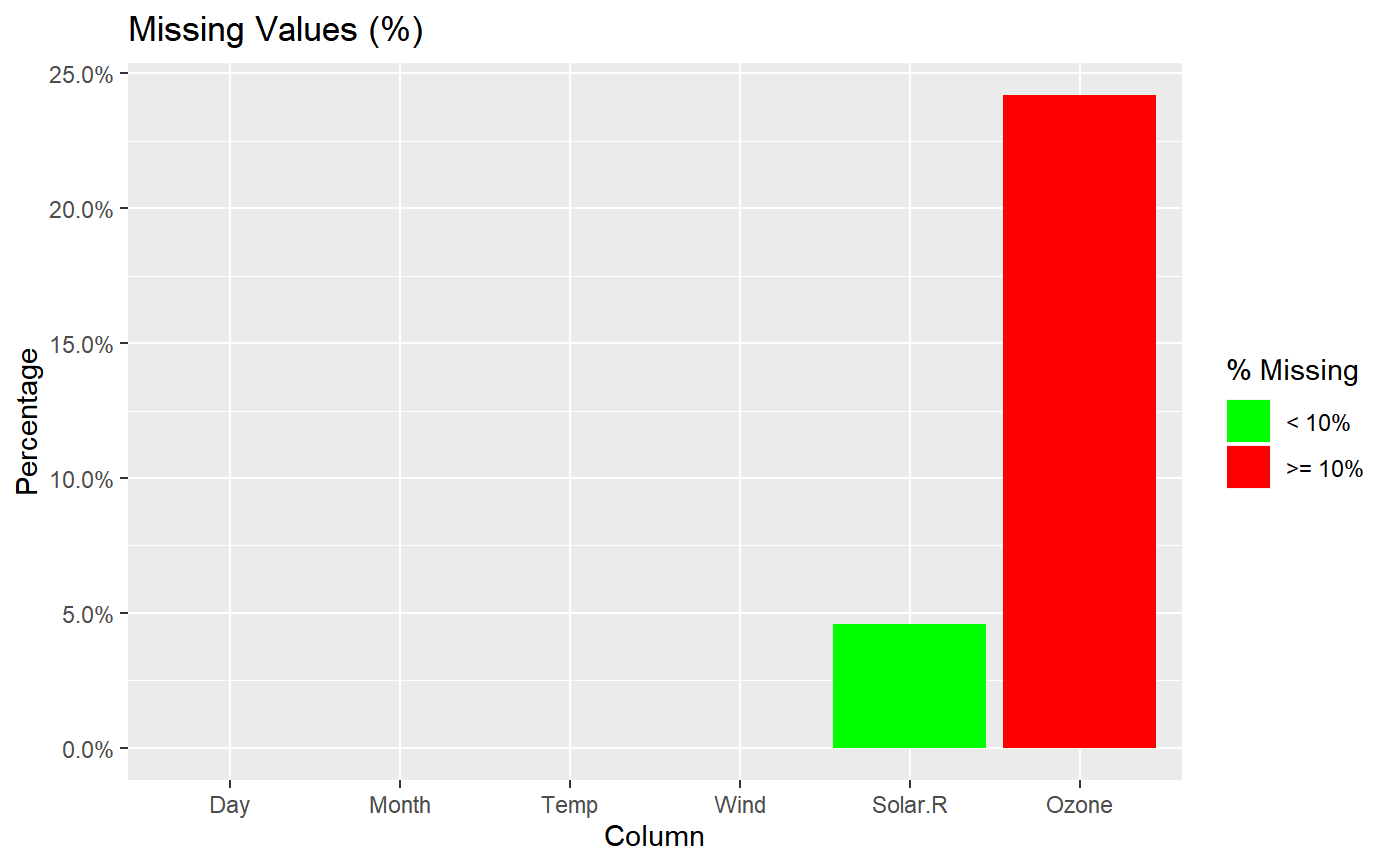 Missing Values (%)
25.0%
20.0%
15.0%
10.0%
5.0%
0.0%
Percentage
Day Month Temp Wind Solar.R Ozone
Column
% Missing
< 10%
>= 10%